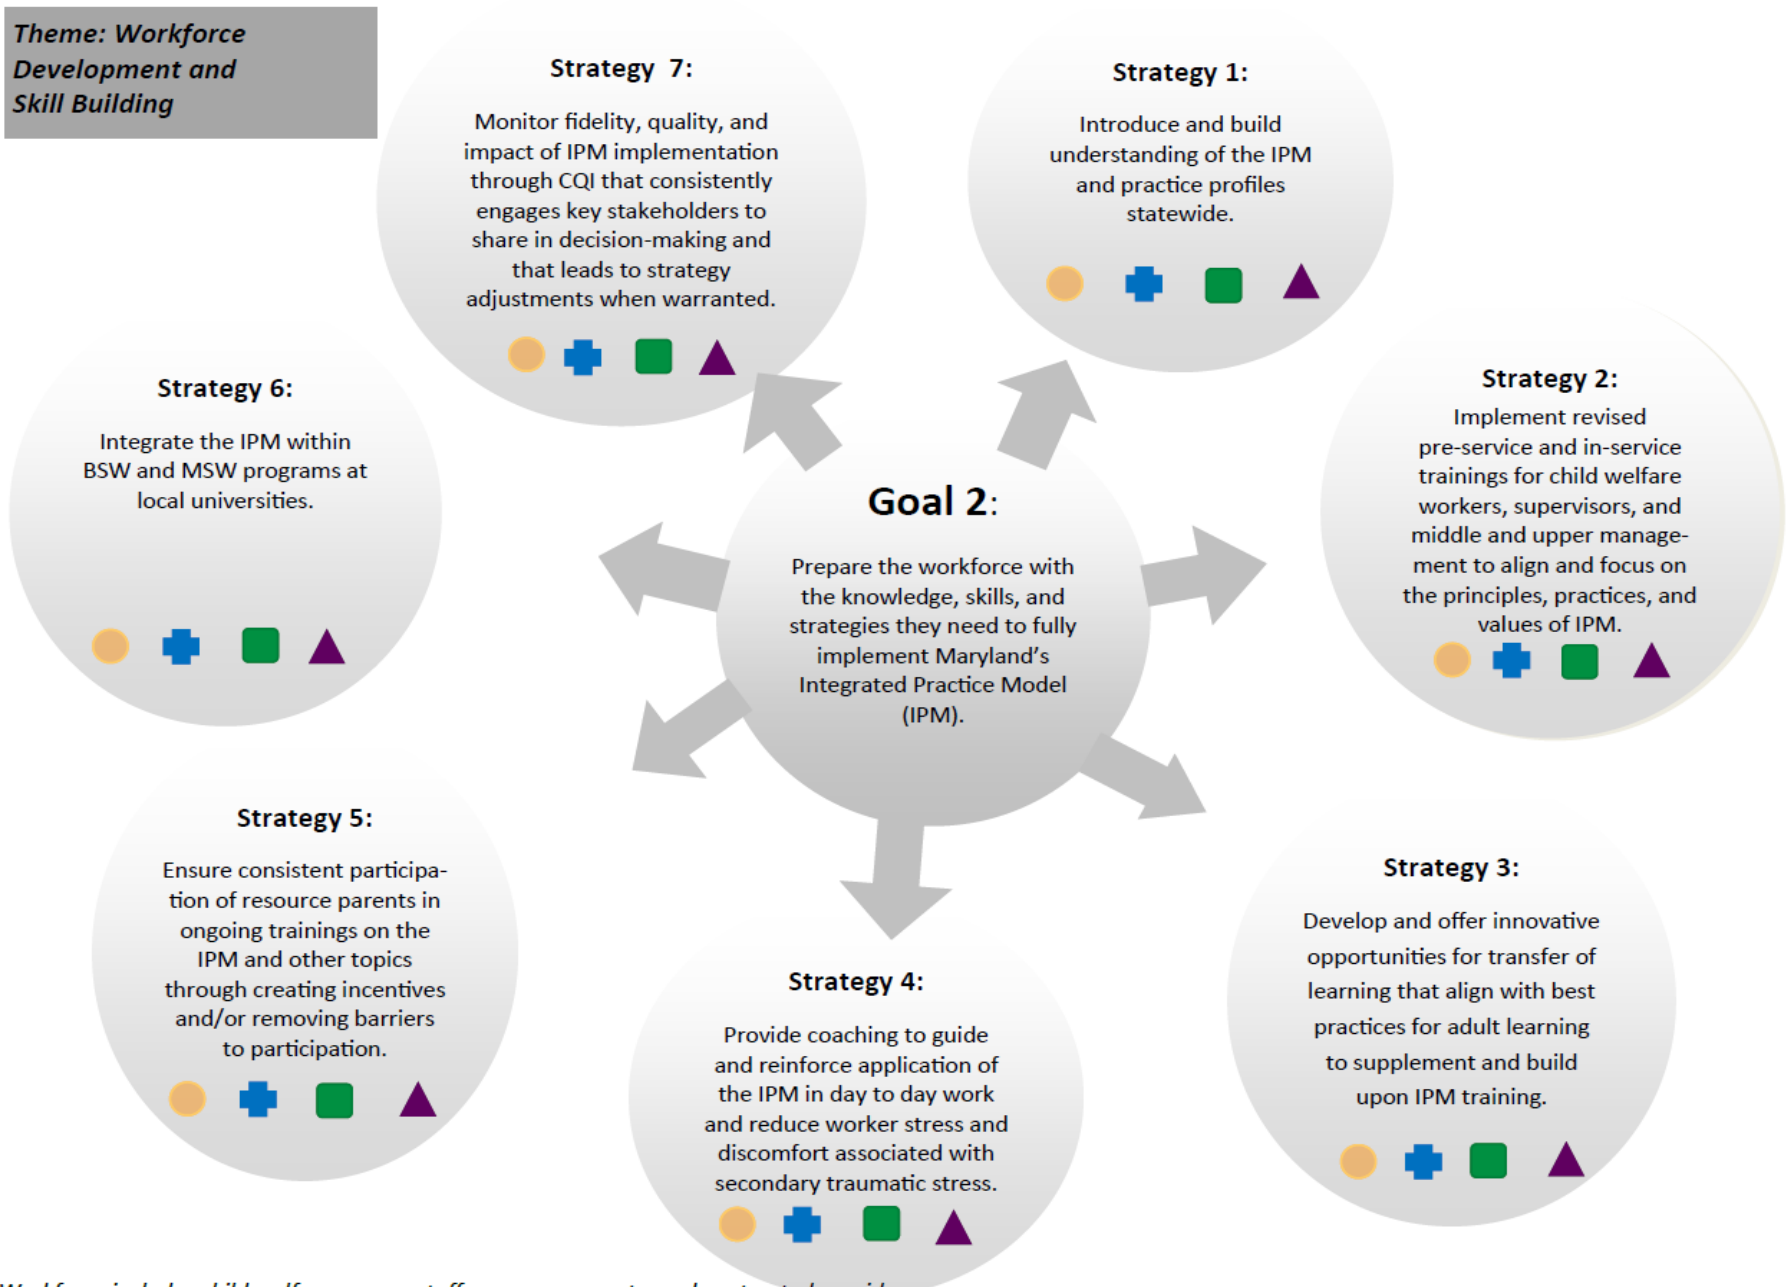 Theme: Workforce
Development and
Skill Building
Strategy 7:
Monitor fidelity, quality, and
impact of IPM implementation
through CQI that consistently
engages key stakeholders to
share in decision-making and
that leads to strategy
adjustments when warranted.
Strategy 1:
Introduce and build
understanding of the IPM
and practice profiles
statewide.
Strategy 2:
Implement revised
pre-service and in-service
trainings for child welfare
workers, supervisors, and
middle and upper manage-
ment to align and focus on
the principles, practices, and
values of IPM.
Strategy 6:
Integrate the IPM within
BSW and MSW programs at
local universities.
Goal 2:
Prepare the workforce with
the knowledge, skills, and
strategies they need to fully
implement Maryland's
Integrated Practice Model
(IPM).
Strategy 5:
Ensure consistent participa-
tion of resource parents in
ongoing trainings on the
IPM and other topics
through creating incentives
and/or removing barriers
to participation.
Strategy 4:
Provide coaching to guide
and reinforce application of
the IPM in day to day work
and reduce worker stress and
discomfort associated with
secondary traumatic stress.
Strategy 3:
Develop and offer innovative
opportunities for transfer of
learning that align with best
practices for adult learning
to supplement and build
upon IPM training.